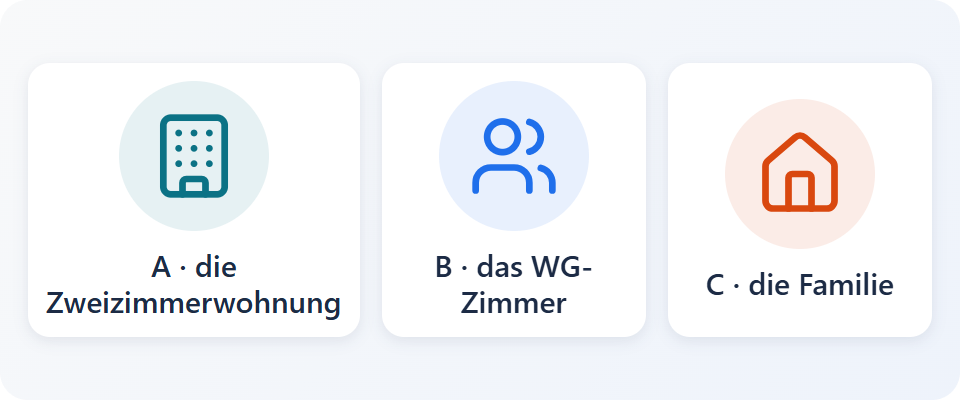 A · die
Zweizimmerwohnung
B · das WG-
Zimmer
C · die Familie